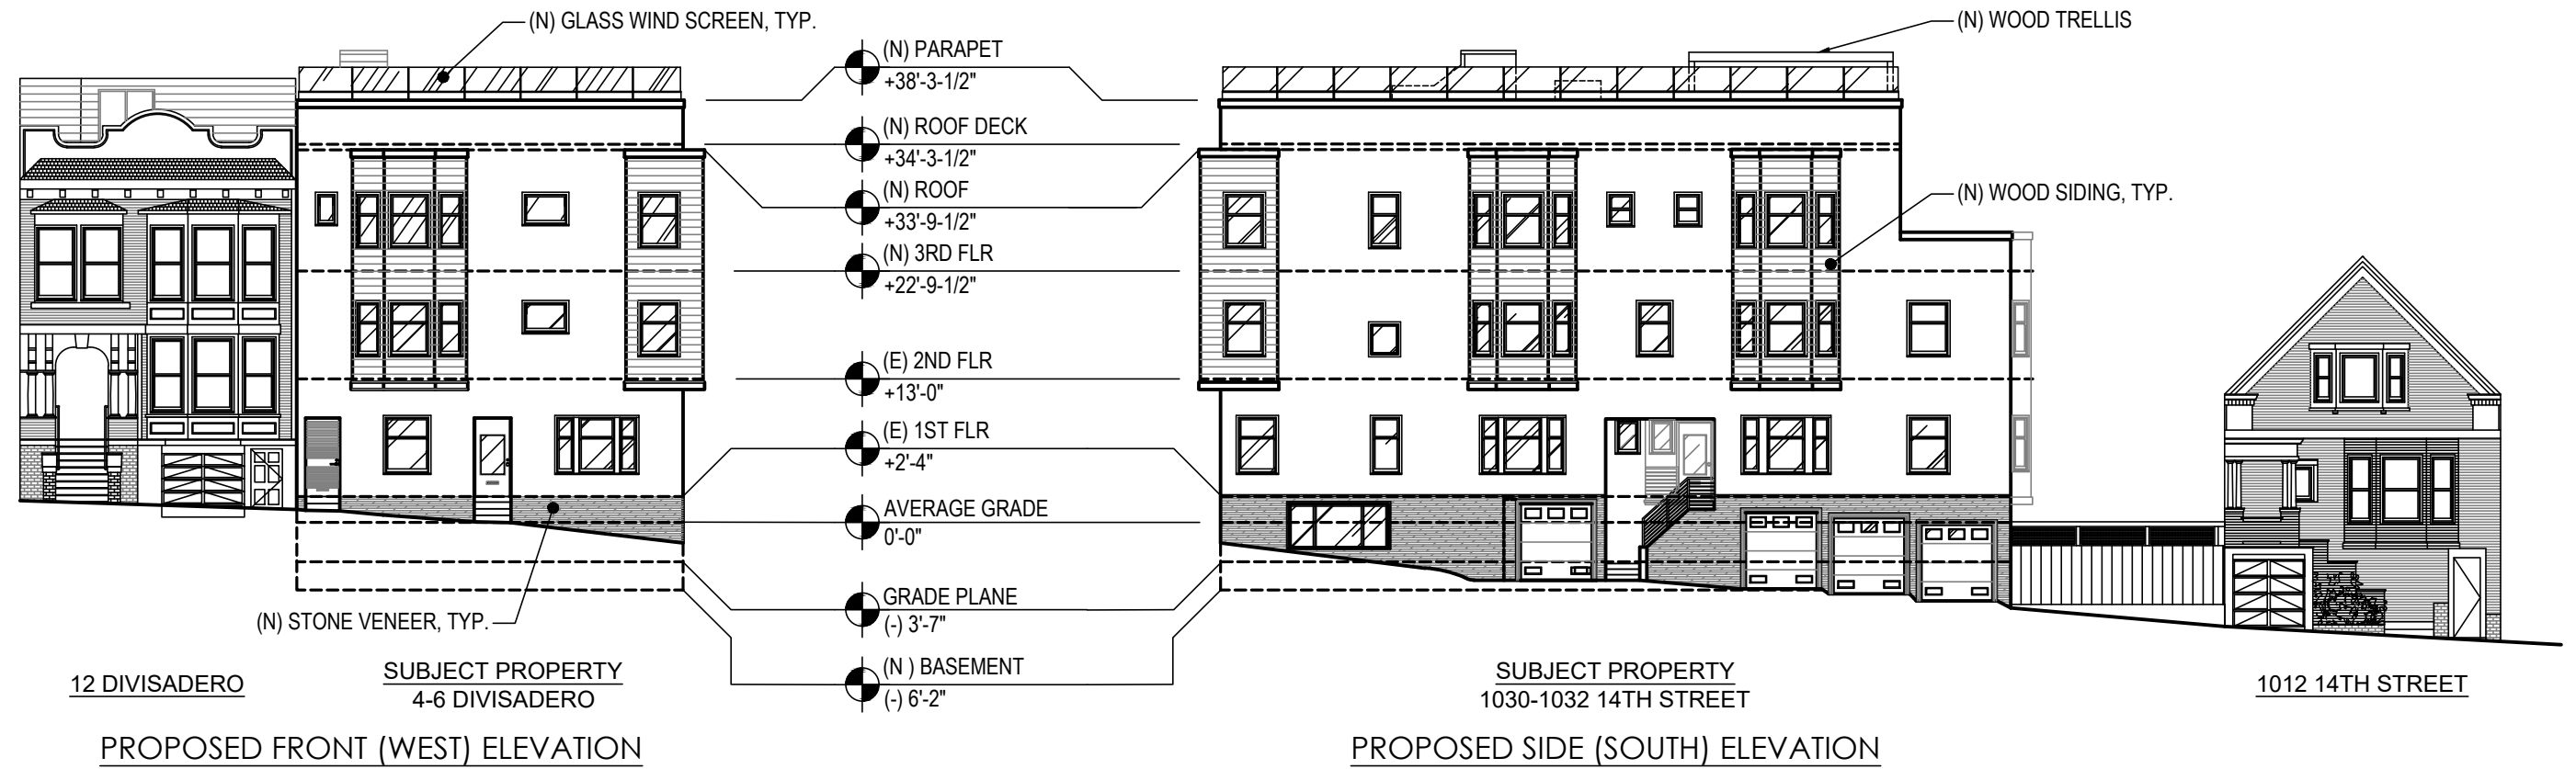 (N) GLASS WIND SCREEN, TYP.
(N) WOOD TRELLIS
(N) PARAPET
+38'-3-1/2"
(N) ROOF DECK
+34'-3-1/2"
(N) ROOF
+33'-9-1/2"
(N) WOOD SIDING, TYP.
(N) 3RD FLR
+22'-9-1/2"
(E) 2ND FLR
+13'-0"
(E) 1ST FLR
+2'-4"
AVERAGE GRADE
0'-0"
GRADE PLANE
(-) 3'-7"
(N) STONE VENEER, TYP.
(N ) BASEMENT
(-) 6'-2"
12 DIVISADERO
SUBJECT PROPERTY
4-6 DIVISADERO
SUBJECT PROPERTY
1030-1032 14TH STREET
1012 14TH STREET
PROPOSED FRONT (WEST) ELEVATION
PROPOSED SIDE (SOUTH) ELEVATION